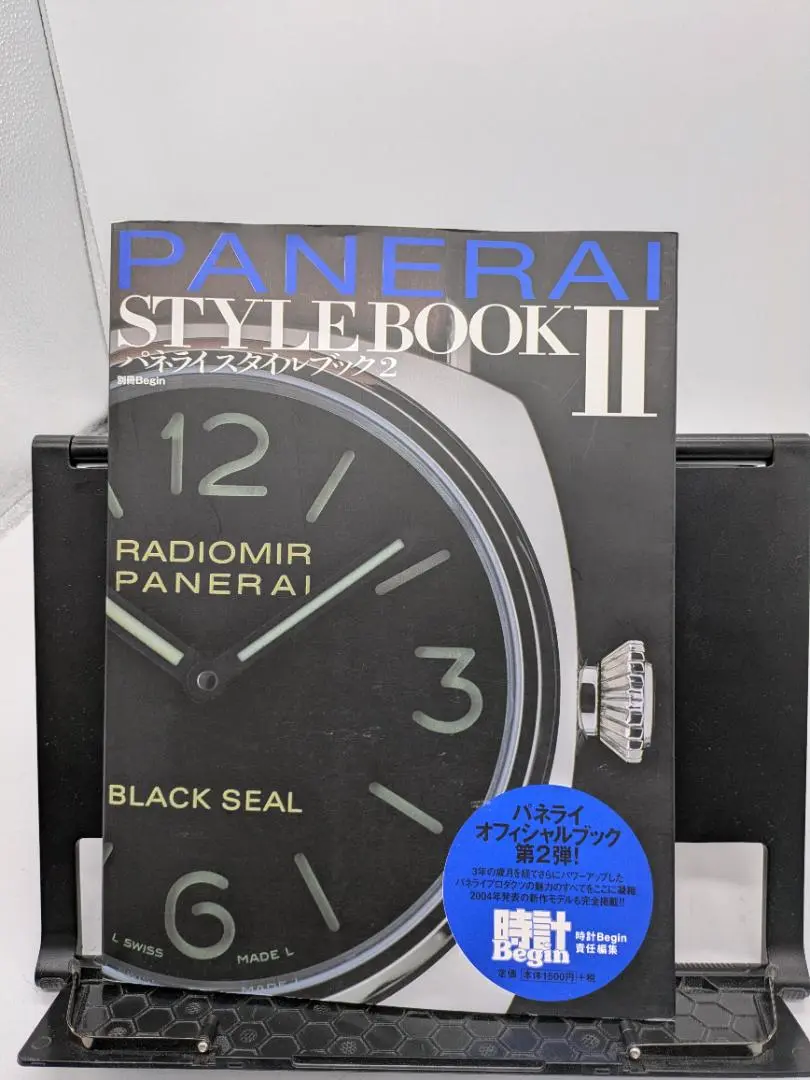 PANERAI
STYLE BOOK II
パネライスタイルブック2
別冊Begin
12
RADIOMIR
PANERAI
3
BLACK SEAL
6
L SWISS
MADE L
パネライ
オフィシャルブック
第2弾!
3年の歳月を経てさらにパワーアップした
パネライプロダクツの魅力のすべてをここに凝縮。
2004年発表の新作モデルも完全掲載!!
時計
Begin
時計Begin
責任編集
定価 本体1500円+税